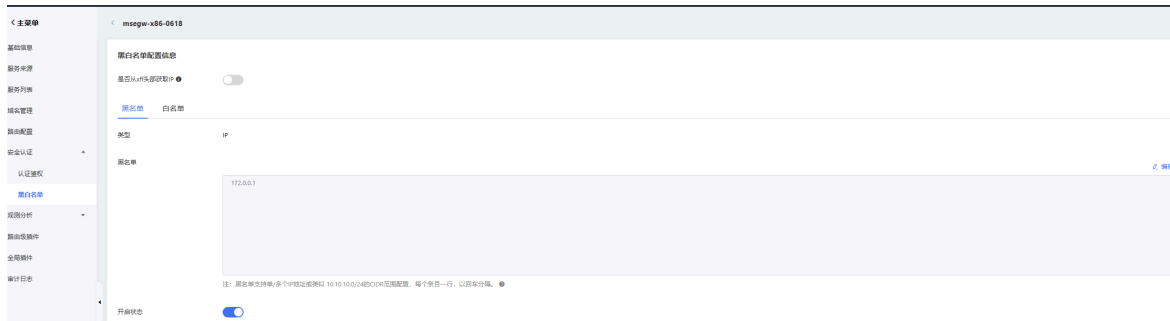 主菜单
msegw-x86-0618
基础信息
服务来源
服务列表
域名管理
路由配置
安全认证
认证鉴权
黑白名单
观测分析
路由级插件
全局插件
审计日志
黑白名单配置信息
是否从xff头部获取IP
黑名单 白名单
类型 IP
黑名单
编辑
172.0.0.1
注：黑名单支持单/多个IP地址或类似 10.10.10.0/24的CIDR范围配置，每个条目一行，以回车分隔。
开启状态